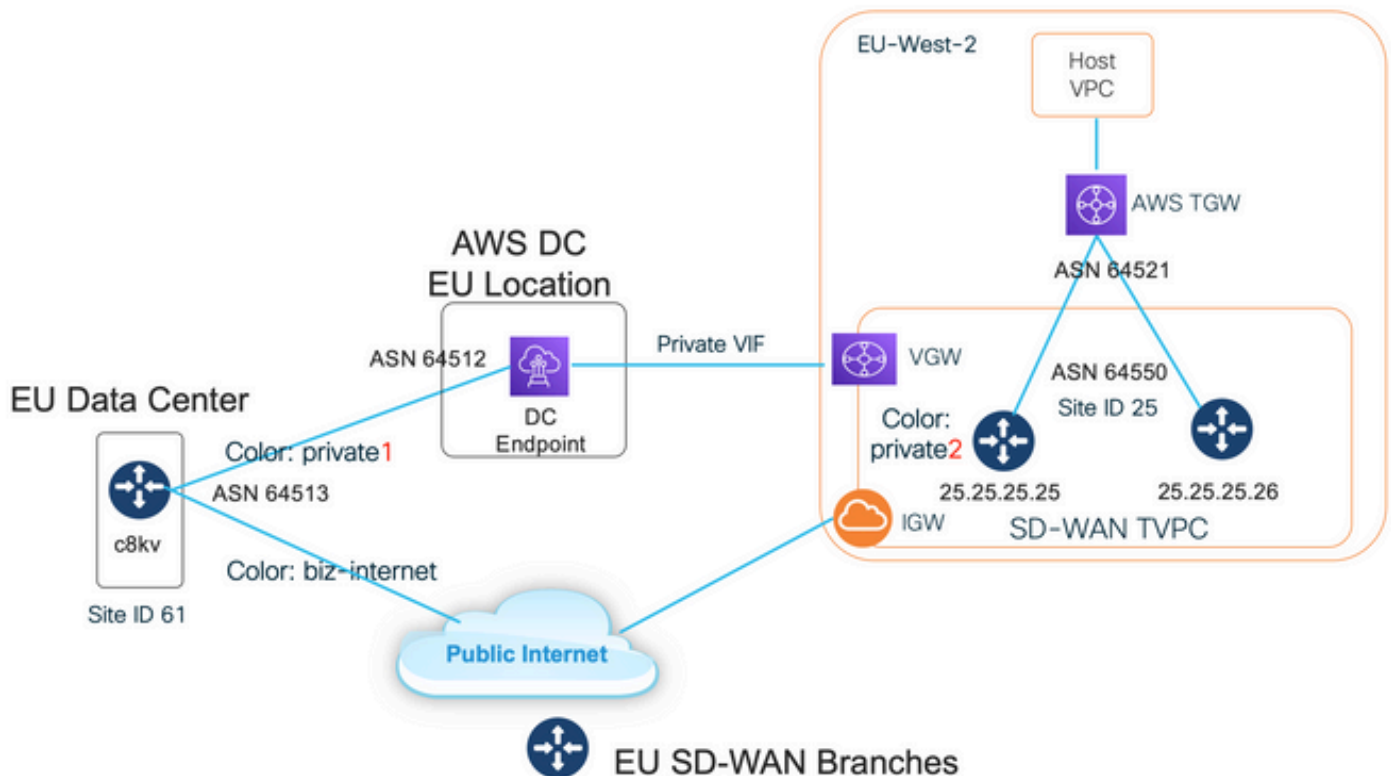 EU-West-2
Host
VPC
AWS TGW
ASN 64521
AWS DC
EU Location
ASN 64512
DC
Endpoint
Private VIF
VGW
ASN 64550
Site ID 25
Color:
private2
25.25.25.25
25.25.25.26
SD-WAN TVPC
IGW
EU Data Center
c8kv
Site ID 61
Color: private1
ASN 64513
Color: biz-internet
Public Internet
EU SD-WAN Branches